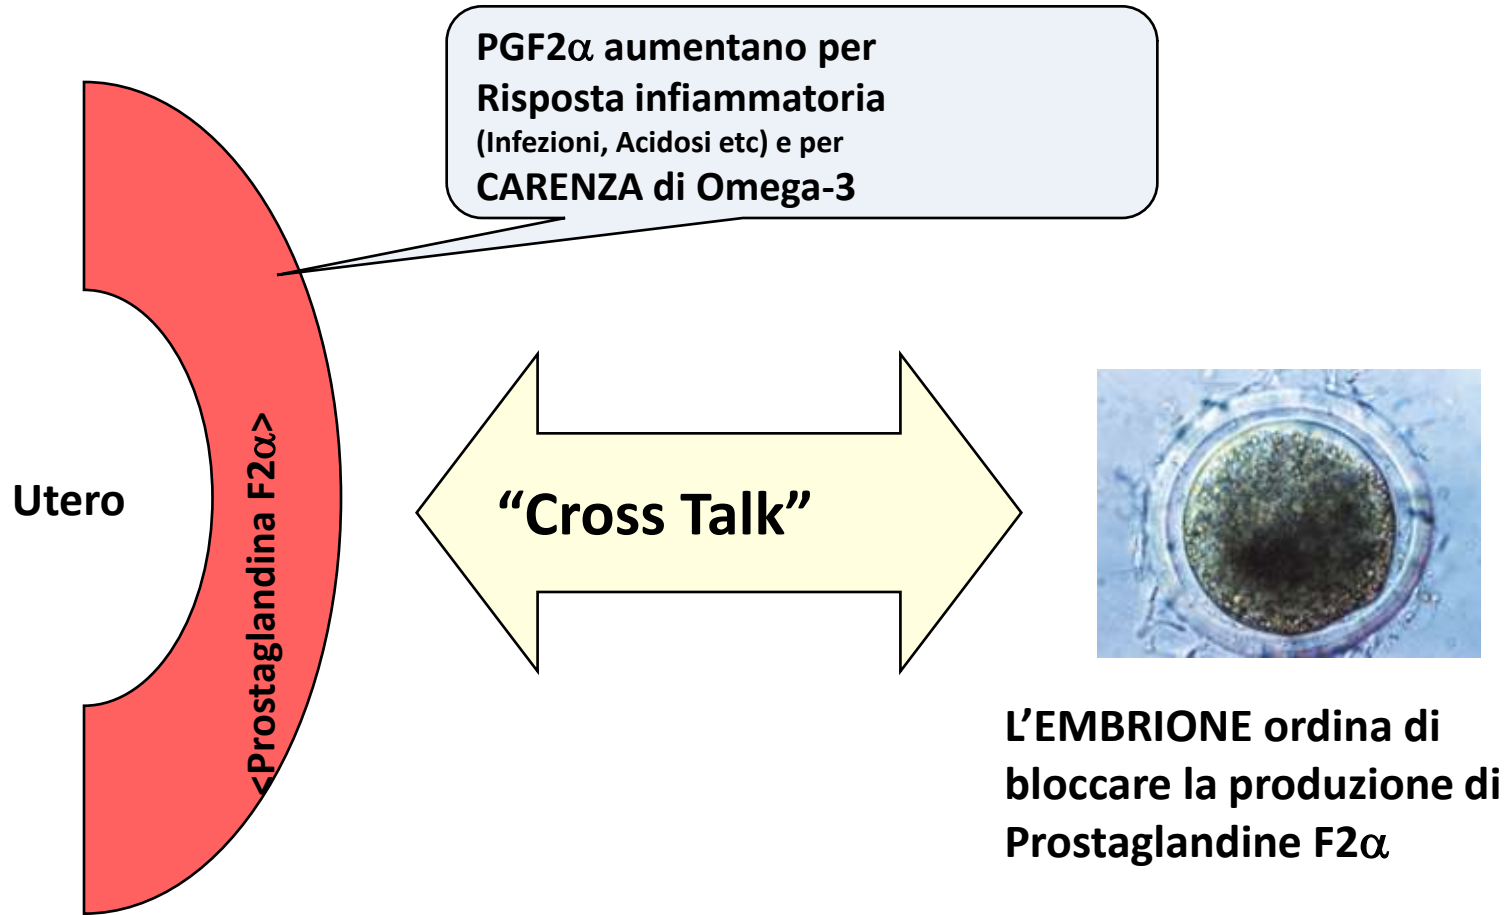 PGF2α aumentano per
Risposta infiammatoria
(Infezioni, Acidosi etc) e per
CARENZA di Omega-3
Utero
<Prostaglandina F2α>
“Cross Talk”
L’EMBRIONE ordina di
bloccare la produzione di
Prostaglandine F2α